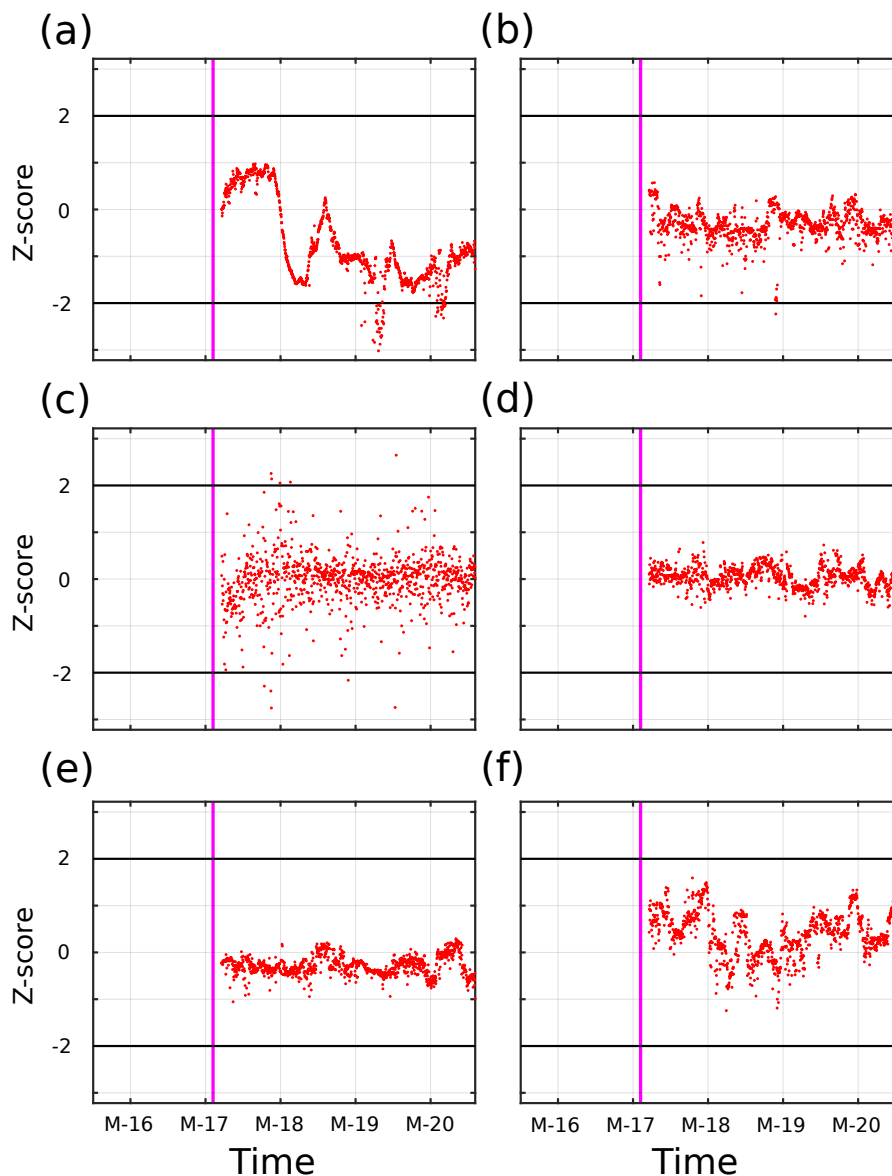 (a) (b)
2
0
-2
Z-score
(c) (d)
2
0
-2
Z-score
(e) (f)
2
0
-2
Z-score
M-16 M-17 M-18 M-19 M-20 M-16 M-17 M-18 M-19 M-20
Time Time